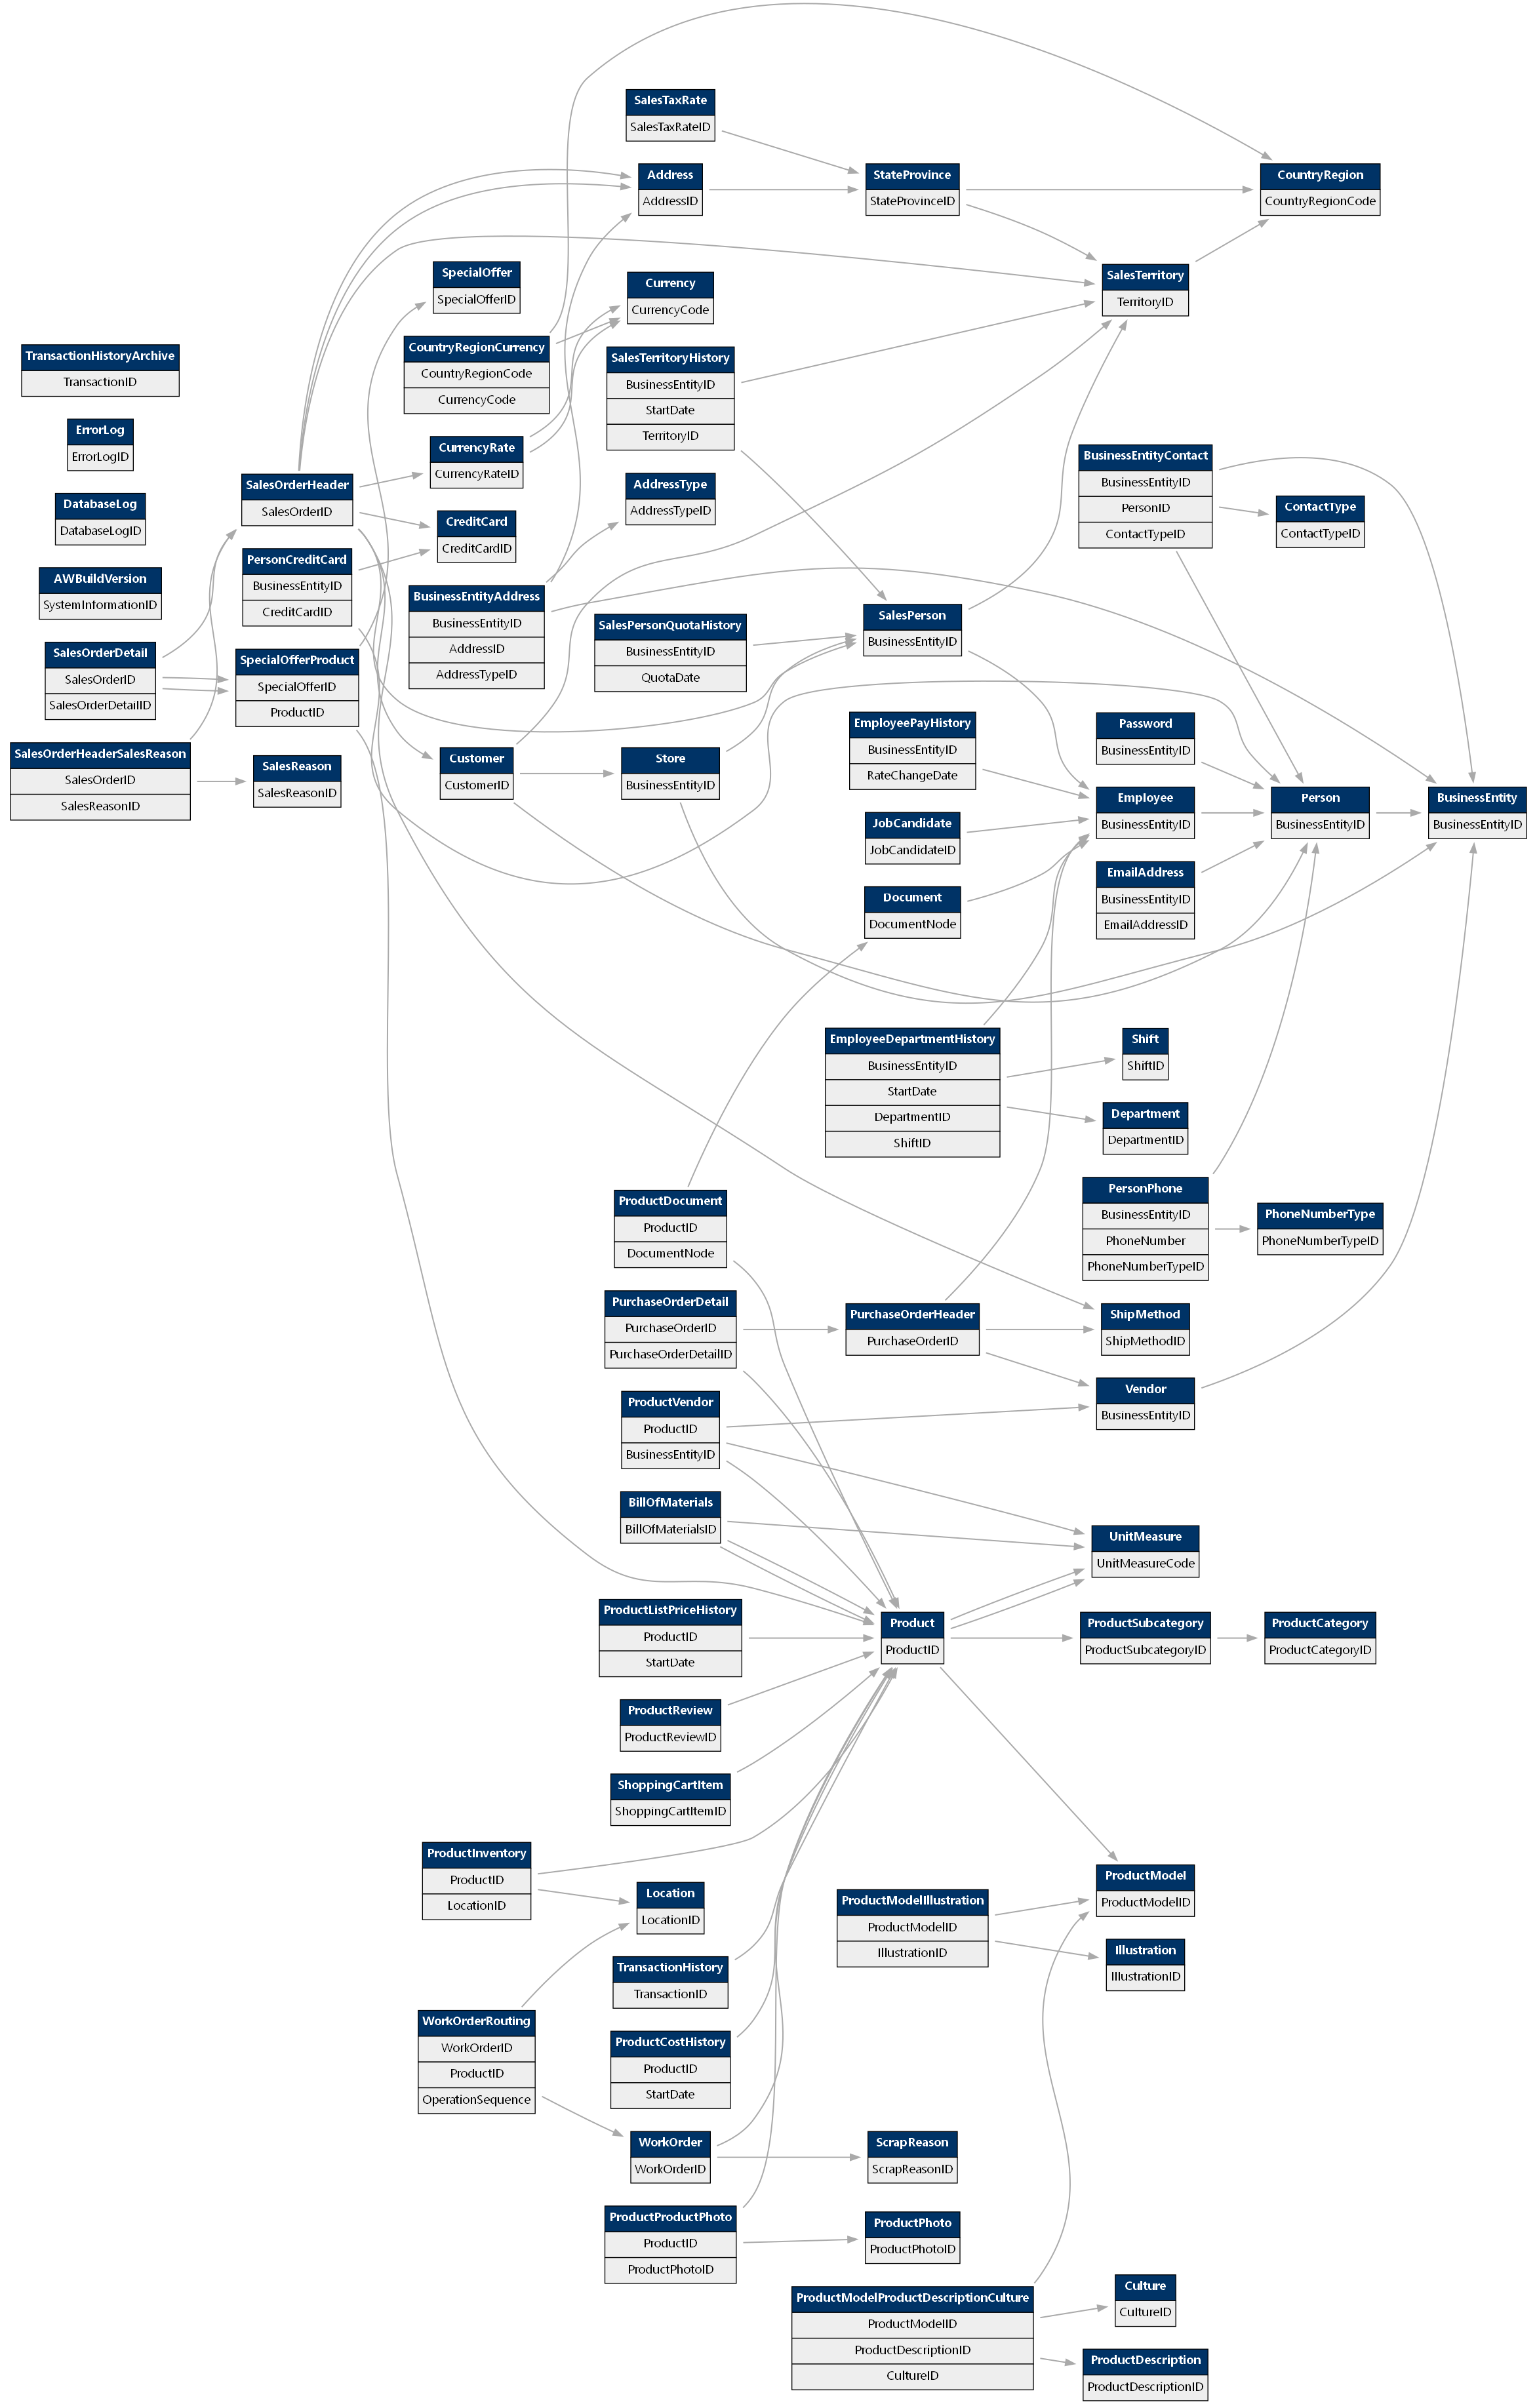 SalesTaxRate
SalesTaxRateID
Address
AddressID
StateProvince
StateProvinceID
CountryRegion
CountryRegionCode
SpecialOffer
SpecialOfferID
Currency
CurrencyCode
SalesTerritory
TerritoryID
TransactionHistoryArchive
TransactionID
CountryRegionCurrency
CountryRegionCode
CurrencyCode
SalesTerritoryHistory
BusinessEntityID
StartDate
TerritoryID
ErrorLog
ErrorLogID
CurrencyRate
CurrencyRateID
BusinessEntityContact
BusinessEntityID
PersonID
ContactTypeID
SalesOrderHeader
SalesOrderID
AddressType
AddressTypeID
DatabaseLog
DatabaseLogID
CreditCard
CreditCardID
ContactType
ContactTypeID
PersonCreditCard
BusinessEntityID
CreditCardID
AWBuildVersion
SystemInformationID
BusinessEntityAddress
BusinessEntityID
AddressID
AddressTypeID
SalesPersonQuotaHistory
BusinessEntityID
QuotaDate
SalesPerson
BusinessEntityID
SalesOrderDetail
SalesOrderID
SalesOrderDetailID
SpecialOfferProduct
SpecialOfferID
ProductID
EmployeePayHistory
BusinessEntityID
RateChangeDate
Password
BusinessEntityID
SalesOrderHeaderSalesReason
SalesOrderID
SalesReasonID
SalesReason
SalesReasonID
Customer
CustomerID
Store
BusinessEntityID
JobCandidate
JobCandidateID
Employee
BusinessEntityID
Person
BusinessEntityID
BusinessEntity
BusinessEntityID
Document
DocumentNode
EmailAddress
BusinessEntityID
EmailAddressID
EmployeeDepartmentHistory
BusinessEntityID
StartDate
DepartmentID
ShiftID
Shift
ShiftID
Department
DepartmentID
ProductDocument
ProductID
DocumentNode
PersonPhone
BusinessEntityID
PhoneNumber
PhoneNumberTypeID
PhoneNumberType
PhoneNumberTypeID
PurchaseOrderDetail
PurchaseOrderID
PurchaseOrderDetailID
PurchaseOrderHeader
PurchaseOrderID
ShipMethod
ShipMethodID
ProductVendor
ProductID
BusinessEntityID
Vendor
BusinessEntityID
BillOfMaterials
BillOfMaterialsID
UnitMeasure
UnitMeasureCode
ProductListPriceHistory
ProductID
StartDate
Product
ProductID
ProductSubcategory
ProductSubcategoryID
ProductCategory
ProductCategoryID
ProductReview
ProductReviewID
ShoppingCartItem
ShoppingCartItemID
ProductInventory
ProductID
LocationID
Location
LocationID
ProductModel
ProductModelID
ProductModelIllustration
ProductModelID
IllustrationID
Illustration
IllustrationID
TransactionHistory
TransactionID
WorkOrderRouting
WorkOrderID
ProductID
OperationSequence
ProductCostHistory
ProductID
StartDate
WorkOrder
WorkOrderID
ScrapReason
ScrapReasonID
ProductProductPhoto
ProductID
ProductPhotoID
ProductPhoto
ProductPhotoID
ProductModelProductDescriptionCulture
ProductModelID
ProductDescriptionID
CultureID
Culture
CultureID
ProductDescription
ProductDescriptionID